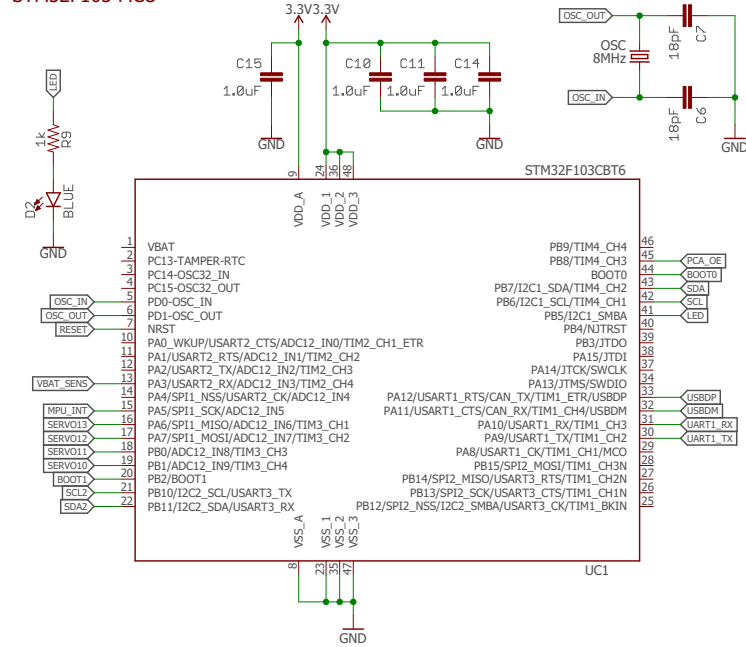 3.3V 3.3V
C15
1.0uF
GND
C10
1.0uF
C11
1.0uF
C14
1.0uF
GND
OSC_OUT
OSC_IN
OSC
8MHz
18pF
C7
18pF
C6
GND
LED
1k
R9
D2
BLUE
GND
STM32F103CBT6
9
24
36
48
VDD_A
VDD_1
VDD_2
VDD_3
1 VBAT
2 PC13-TAMPER-RTC
3 PC14-OSC32_IN
4 PC15-OSC32_OUT
OSC_IN 5 PD0-OSC_IN
OSC_OUT 6 PD1-OSC_OUT
RESET 7 NRST
10 PA0_WKUP/USART2_CTS/ADC12_IN0/TIM2_CH1_ETR
11 PA1/USART2_RTS/ADC12_IN1/TIM2_CH2
12 PA2/USART2_TX/ADC12_IN2/TIM2_CH3
VBAT_SENS 13 PA3/USART2_RX/ADC12_IN3/TIM2_CH4
14 PA4/SPI1_NSS/USART2_CK/ADC12_IN4
MPU_INT 15 PA5/SPI1_SCK/ADC12_IN5
SERVO13 16 PA6/SPI1_MISO/ADC12_IN6/TIM3_CH1
SERVO12 17 PA7/SPI1_MOSI/ADC12_IN7/TIM3_CH2
SERVO11 18 PB0/ADC12_IN8/TIM3_CH3
SERVO10 19 PB1/ADC12_IN9/TIM3_CH4
BOOT1 20 PB2/BOOT1
SCL2 21 PB10/I2C2_SCL/USART3_TX
SDA2 22 PB11/I2C2_SDA/USART3_RX
PB9/TIM4_CH4 46
PB8/TIM4_CH3 45 PCA_OE
BOOT0 44 BOOT0
PB7/I2C1_SDA/TIM4_CH2 43 SDA
PB6/I2C1_SCL/TIM4_CH1 42 SCL
PB5/I2C1_SMBA 41 LED
PB4/NJTRST 40
PB3/JTDO 39
PA15/JTDI 38
PA14/JTCK/SWCLK 37
PA13/JTMS/SWDIO 34
PA12/USART1_RTS/CAN_TX/TIM1_ETR/USBDP 33 USBDP
PA11/USART1_CTS/CAN_RX/TIM1_CH4/USBDM 32 USBDM
PA10/USART1_RX/TIM1_CH3 31 UART1_RX
PA9/USART1_TX/TIM1_CH2 30 UART1_TX
PA8/USART1_CK/TIM1_CH1/MCO 29
PB15/SPI2_MOSI/TIM1_CH3N 28
PB14/SPI2_MISO/USART3_RTS/TIM1_CH2N 27
PB13/SPI2_SCK/USART3_CTS/TIM1_CH1N 26
PB12/SPI2_NSS/I2C2_SMBA/USART3_CK/TIM1_BKIN 25
VSS_A
VSS_1
VSS_2
VSS_3
8
23
35
47
UC1
GND